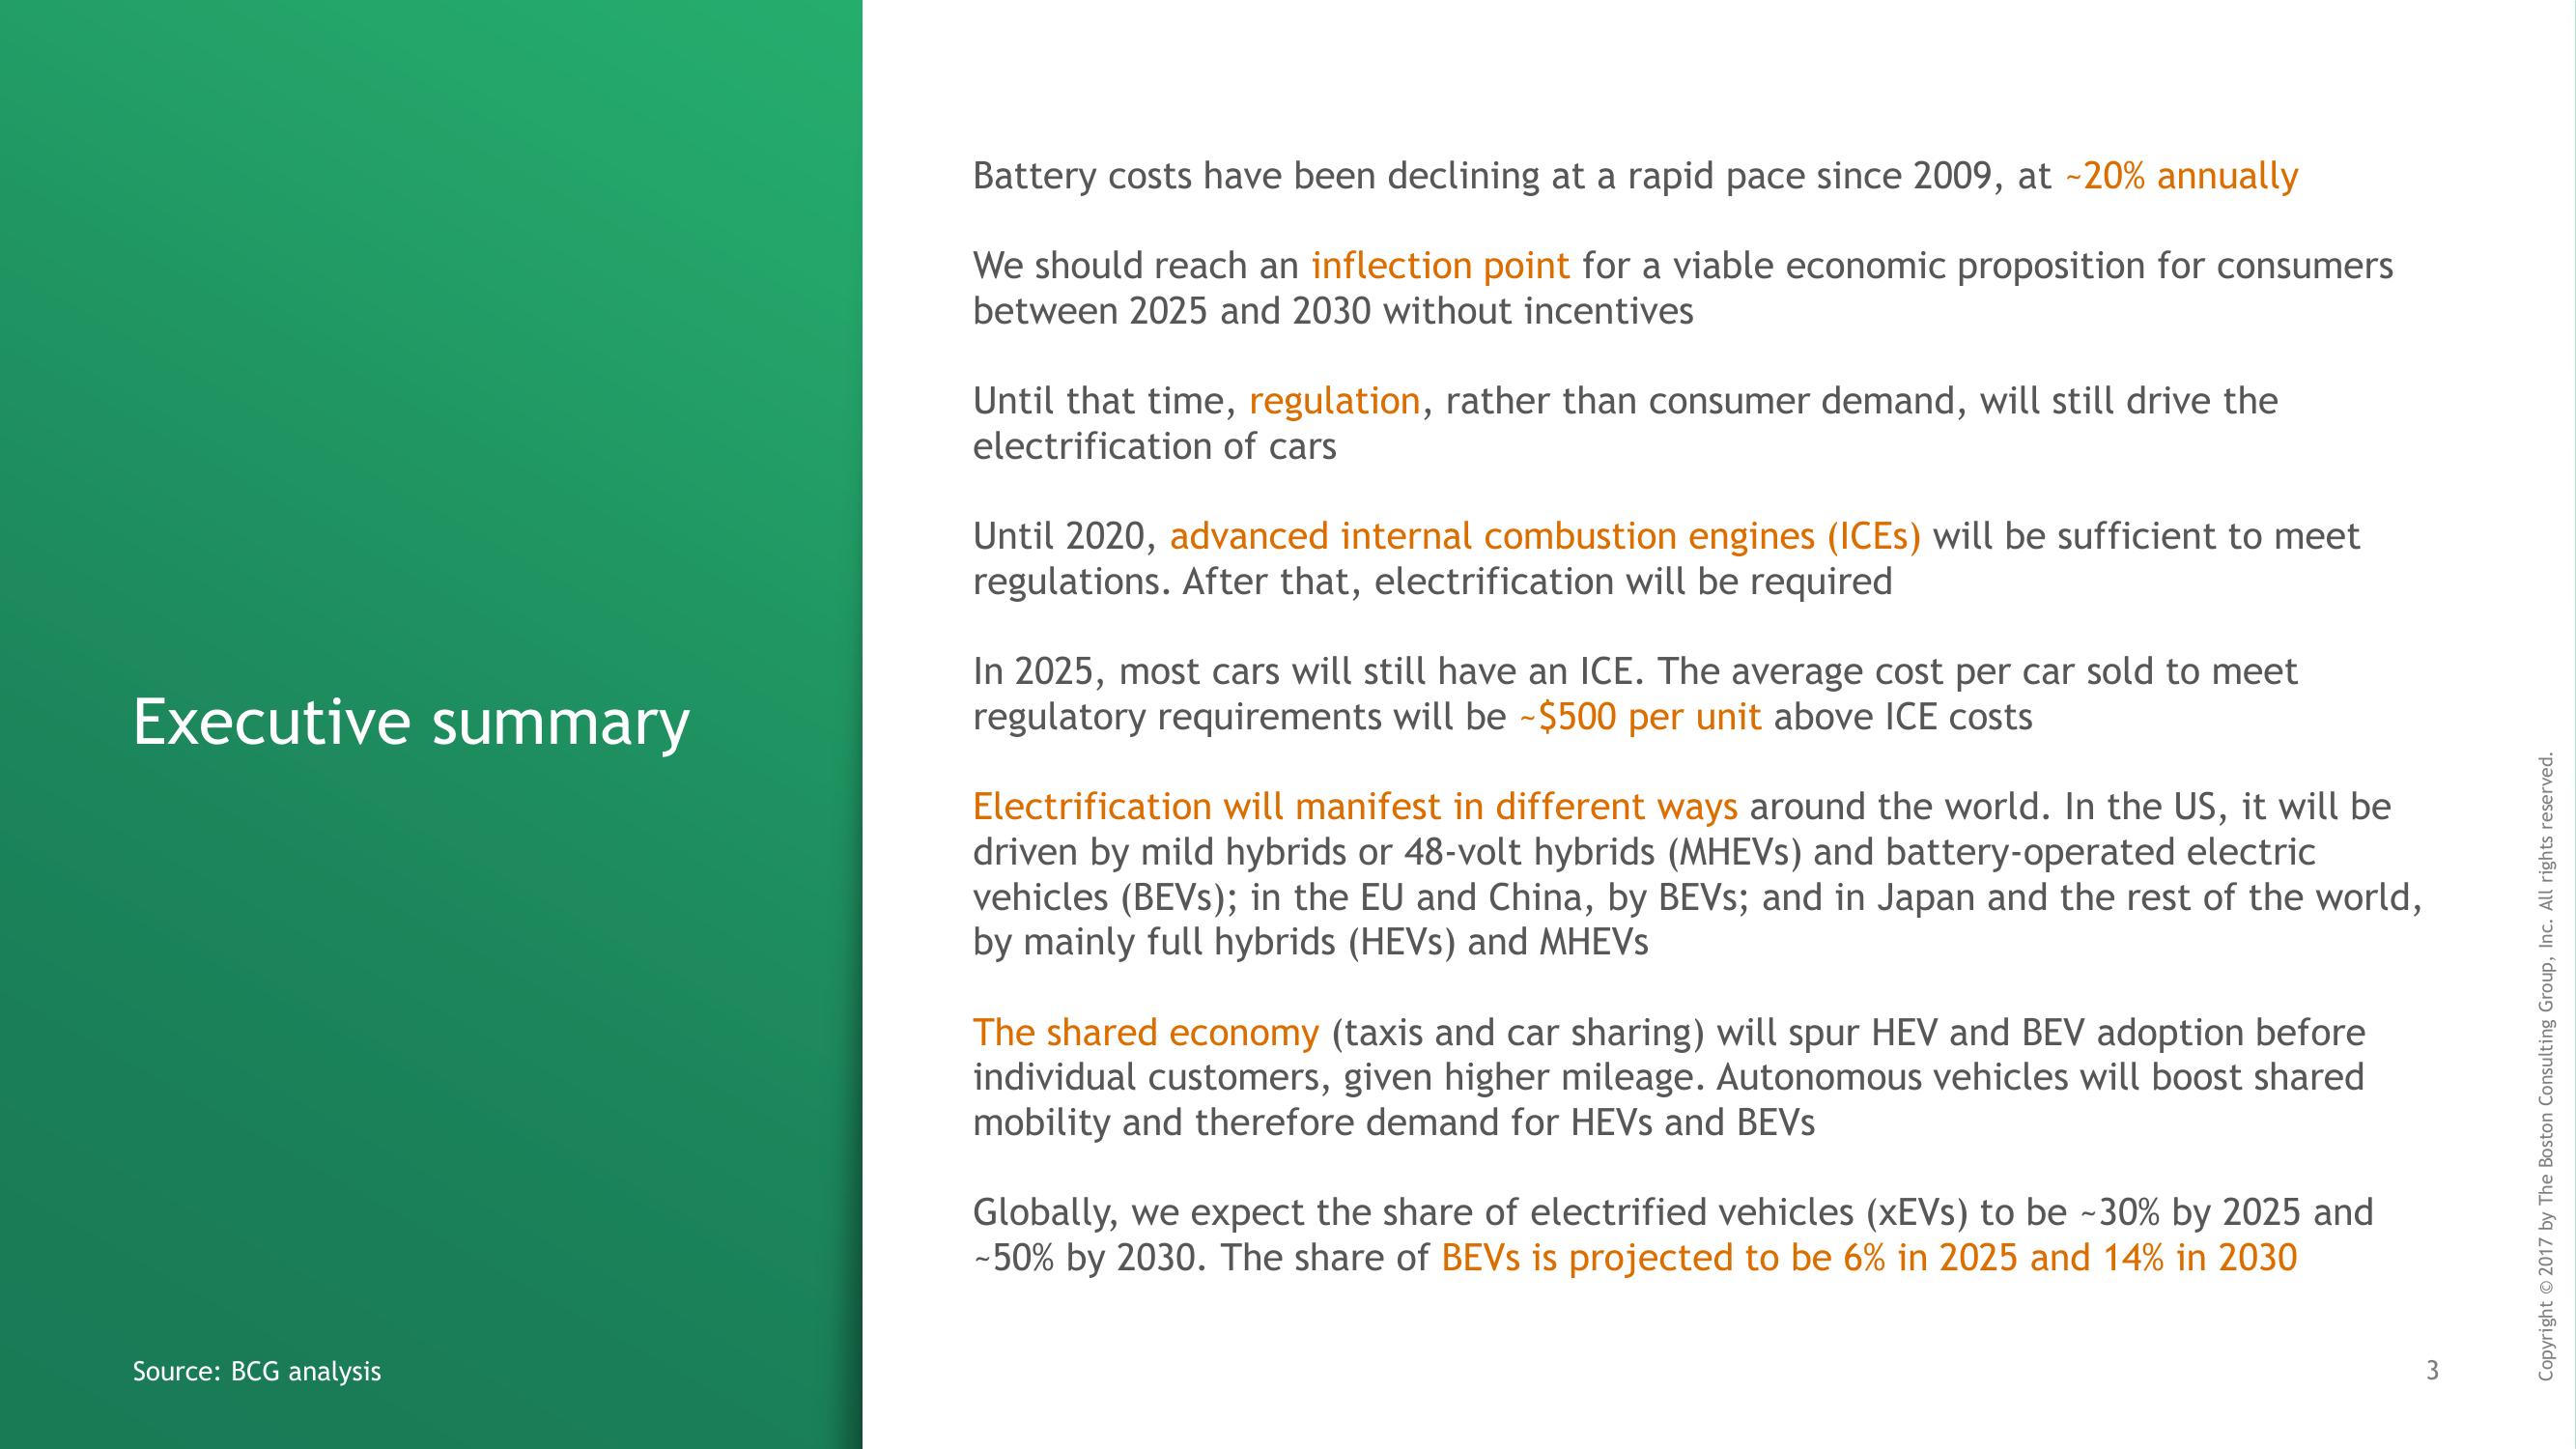 Executive summary
Source: BCG analysis
Battery costs have been declining at a rapid pace since 2009, at ~20% annually
We should reach an inflection point for a viable economic proposition for consumers
between 2025 and 2030 without incentives
Until that time, regulation, rather than consumer demand, will still drive the
electrification of cars
Until 2020, advanced internal combustion engines (ICEs) will be sufficient to meet
regulations. After that, electrification will be required
In 2025, most cars will still have an ICE. The average cost per car sold to meet
regulatory requirements will be ~$500 per unit above ICE costs
Electrification will manifest in different ways around the world. In the US, it will be
driven by mild hybrids or 48-volt hybrids (MHEVs) and battery-operated electric
vehicles (BEVs); in the EU and China, by BEVs; and in Japan and the rest of the world,
by mainly full hybrids (HEVs) and MHEVs
The shared economy (taxis and car sharing) will spur HEV and BEV adoption before
individual customers, given higher mileage. Autonomous vehicles will boost shared
mobility and therefore demand for HEVs and BEVs
Globally, we expect the share of electrified vehicles (xEVs) to be ~30% by 2025 and
~50% by 2030. The share of BEVs is projected to be 6% in 2025 and 14% in 2030
3
Copyright © 2017 by The Boston Consulting Group, Inc. All rights reserved.